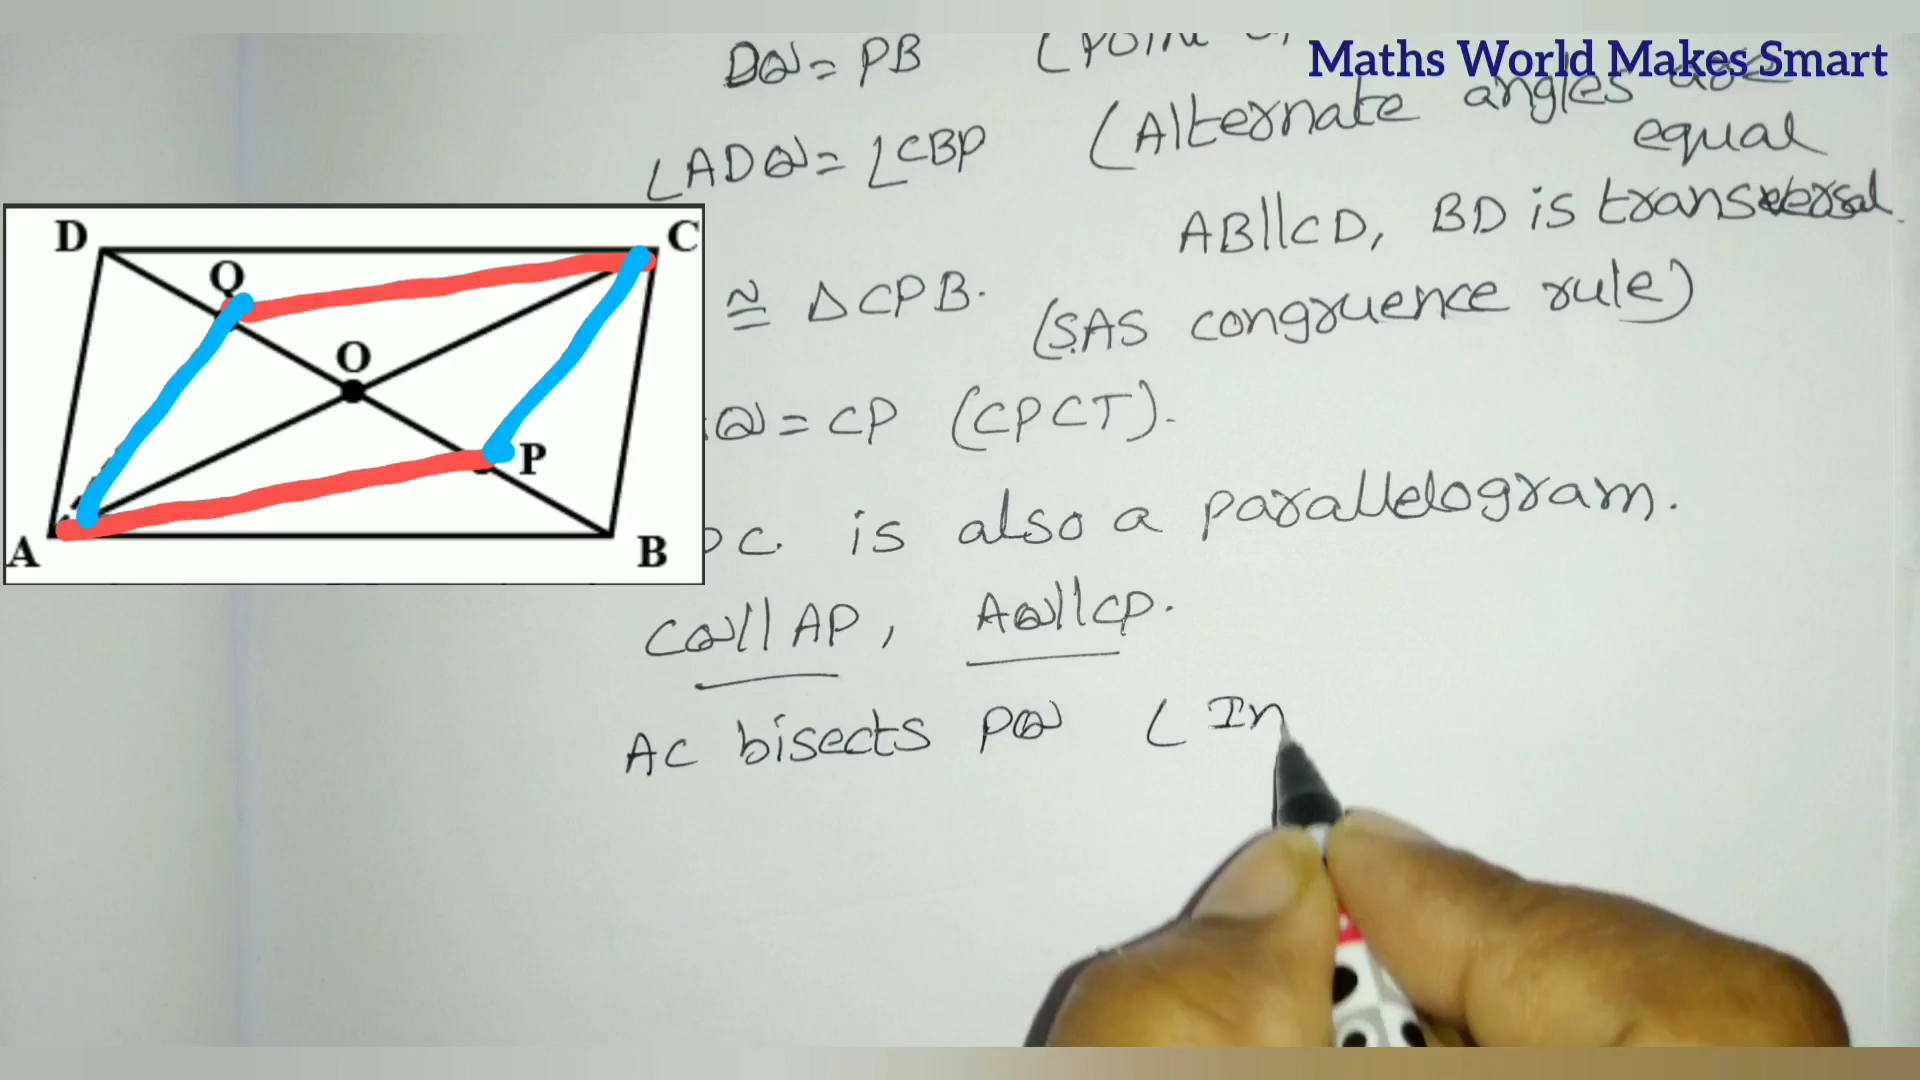 Maths World Makes Smart
DQ = PB
∠ADQ = ∠CBP (Alternate angles are equal
AB||CD, BD is transversal.
≅ ΔCPB. (SAS congruence rule)
Q = CP (CPCT).
PC. is also a parallelogram.
CQ||AP, AQ||CP.
AC bisects PQ (In
D
C
Q
O
P
A
B